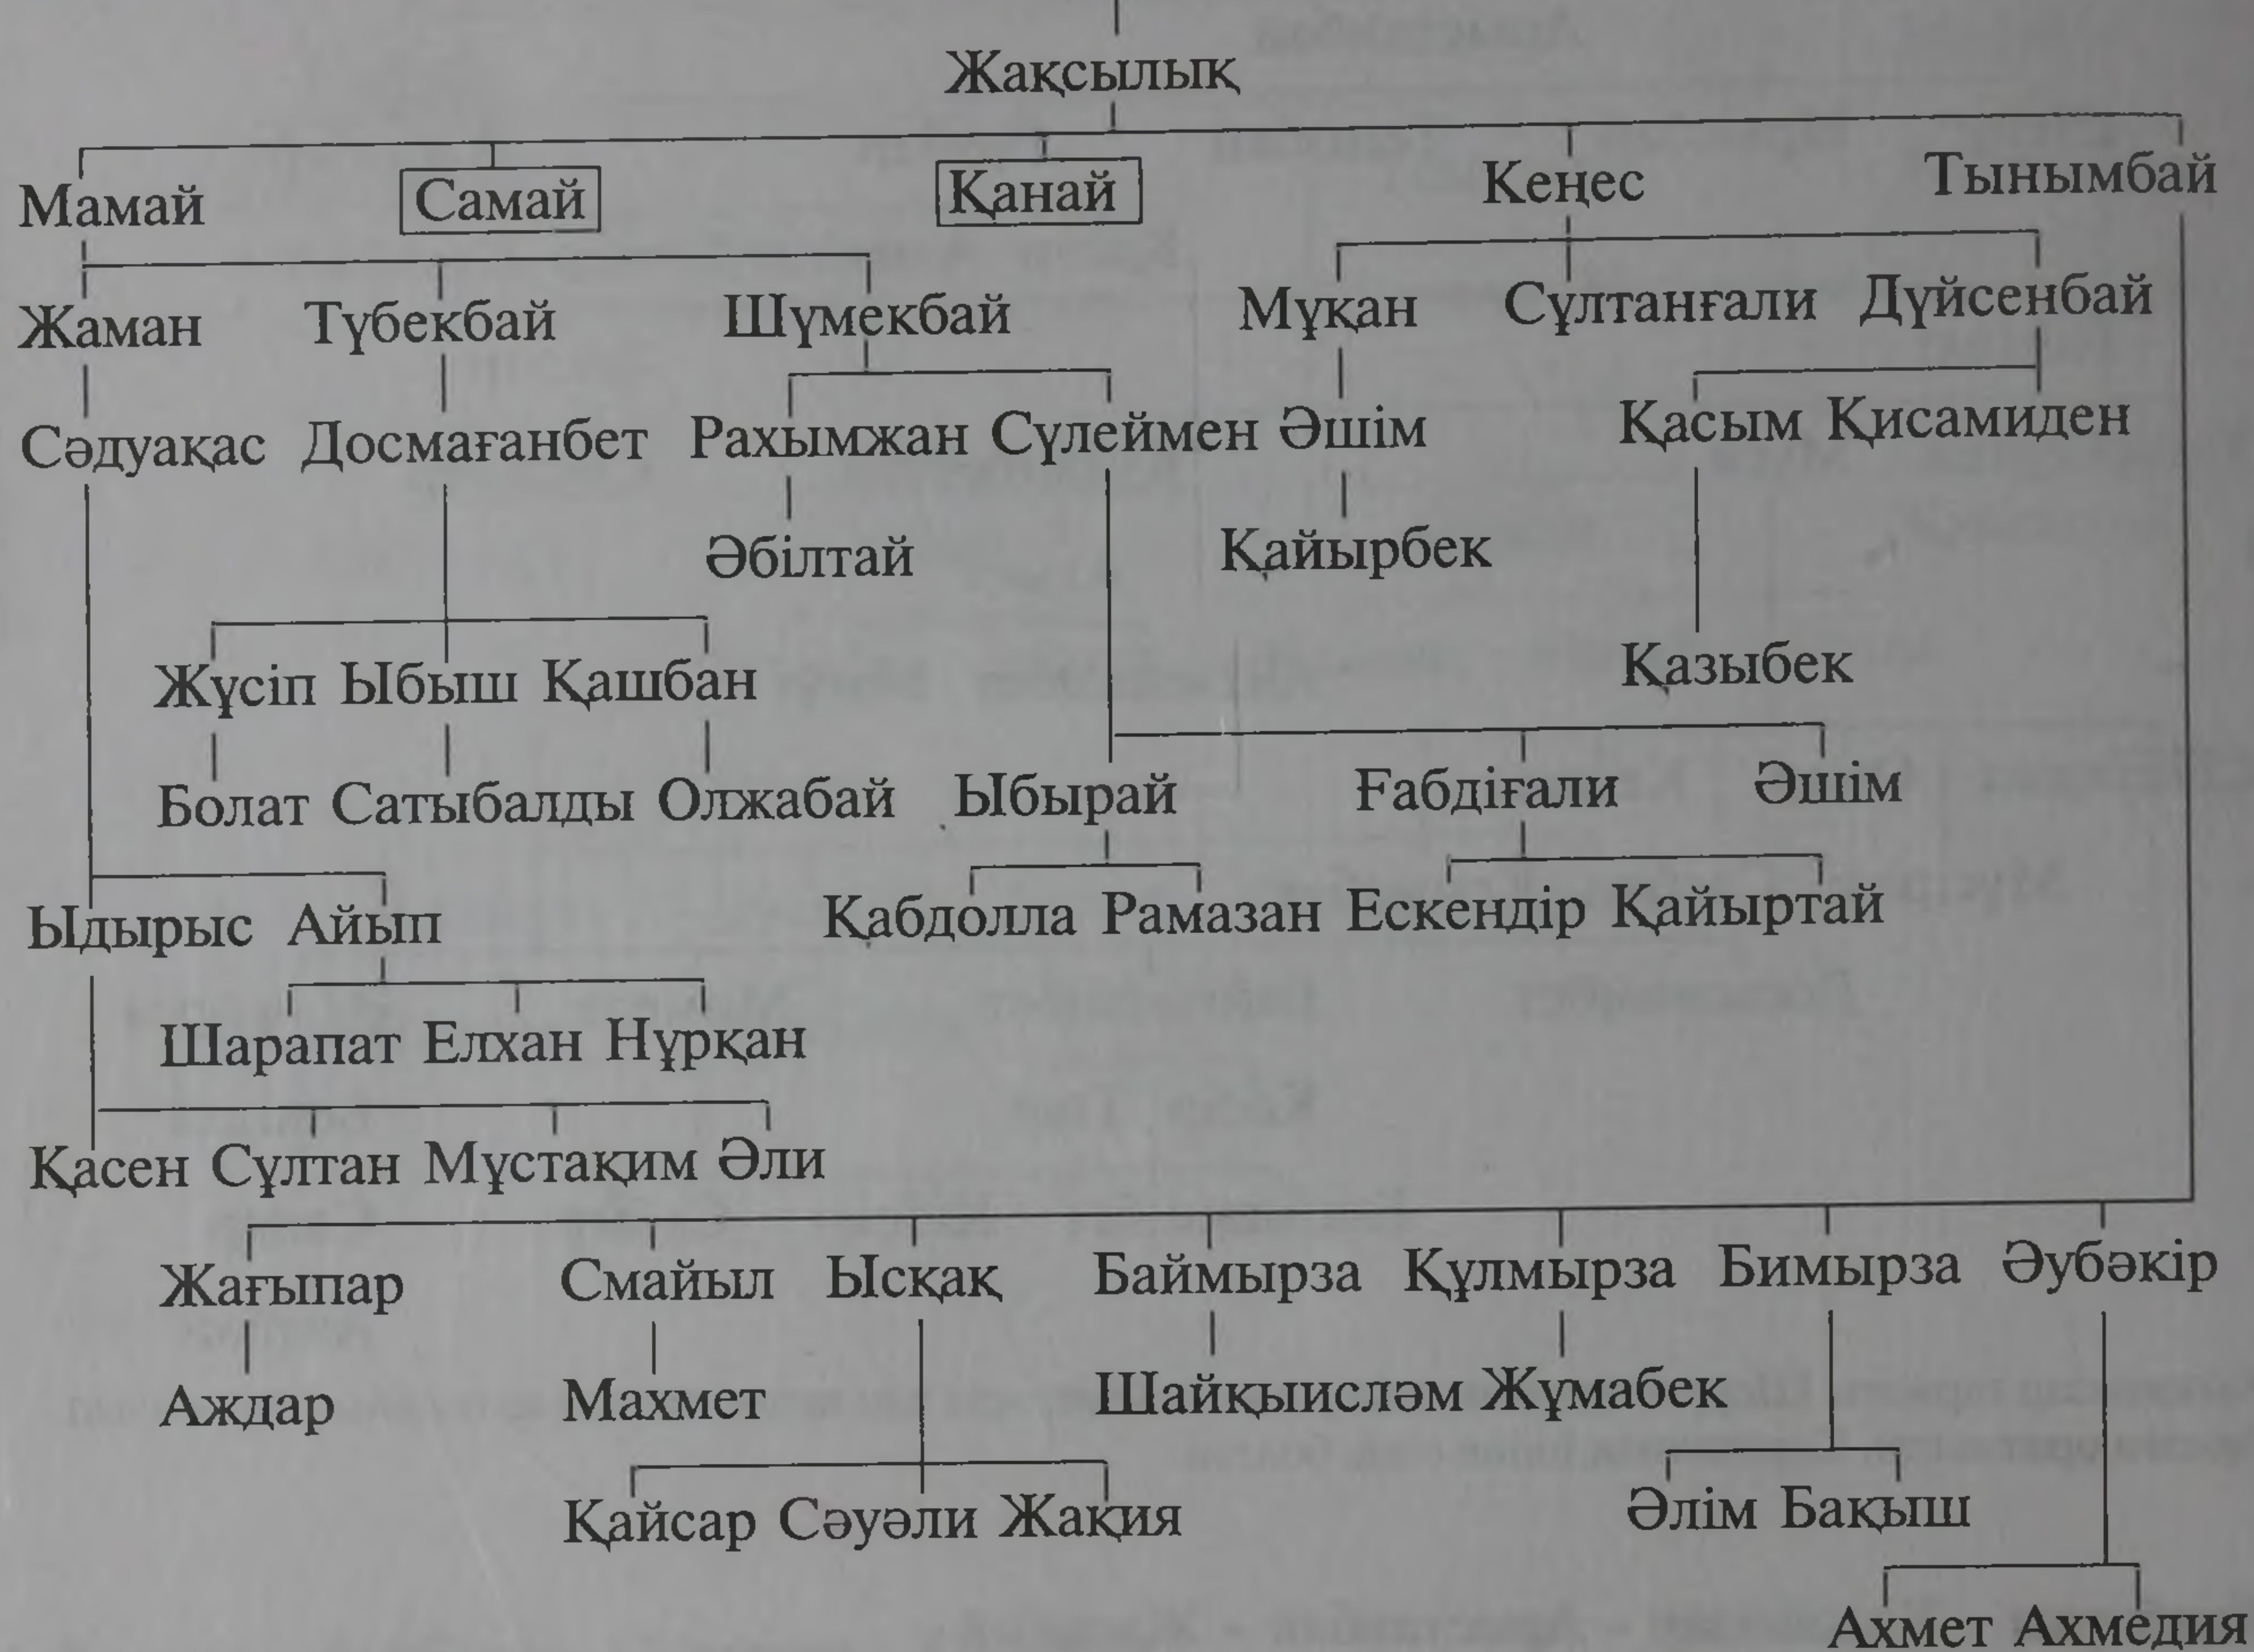 Жақсылық
Мамай Самай Қанай Кеңес Тынымбай
Жаман Түбекбай Шүмекбай Мұқан Сұлтанғали Дүйсенбай
Сәдуақас Досмағанбет Рахымжан Сүлеймен Әшім Қасым Қисамиден
Әбілтай Қайырбек
Жүсіп Ыбыш Қашбан Қазыбек
Болат Сатыбалды Олжабай Ыбырай Ғабдіғали Әшім
Ыдырыс Айып Қабдолла Рамазан Ескендір Қайыртай
Шарапат Елхан Нұрқан
Қасен Сұлтан Мұстақим Әли
Жағыпар Смайыл Ысқақ Баймырза Құлмырза Бимырза Әубәкір
Аждар Махмет Шайқыисләм Жұмабек
Қайсар Сәуәли Жақия Әлім Бақыш
Ахмет Ахмедия